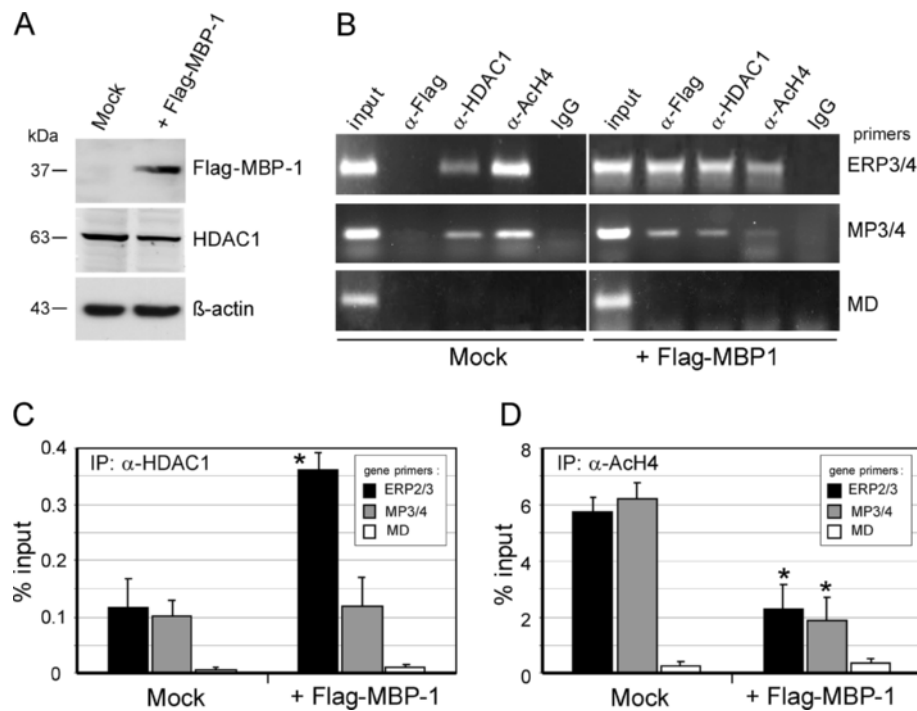 A
Mock
+ Flag-MBP-1
kDa
37
Flag-MBP-1
63
HDAC1
43
ß-actin
B
input
α-Flag
α-HDAC1
α-AcH4
IgG
input
α-Flag
α-HDAC1
α-AcH4
IgG
primers
ERP3/4
MP3/4
MD
Mock
+ Flag-MBP1
C
% input
0.4
0.3
0.2
0.1
0
IP: α-HDAC1
gene primers :
ERP2/3
MP3/4
MD
*
Mock
+ Flag-MBP-1
D
% input
8
6
4
2
0
IP: α-AcH4
gene primers :
ERP2/3
MP3/4
MD
* *
Mock
+ Flag-MBP-1